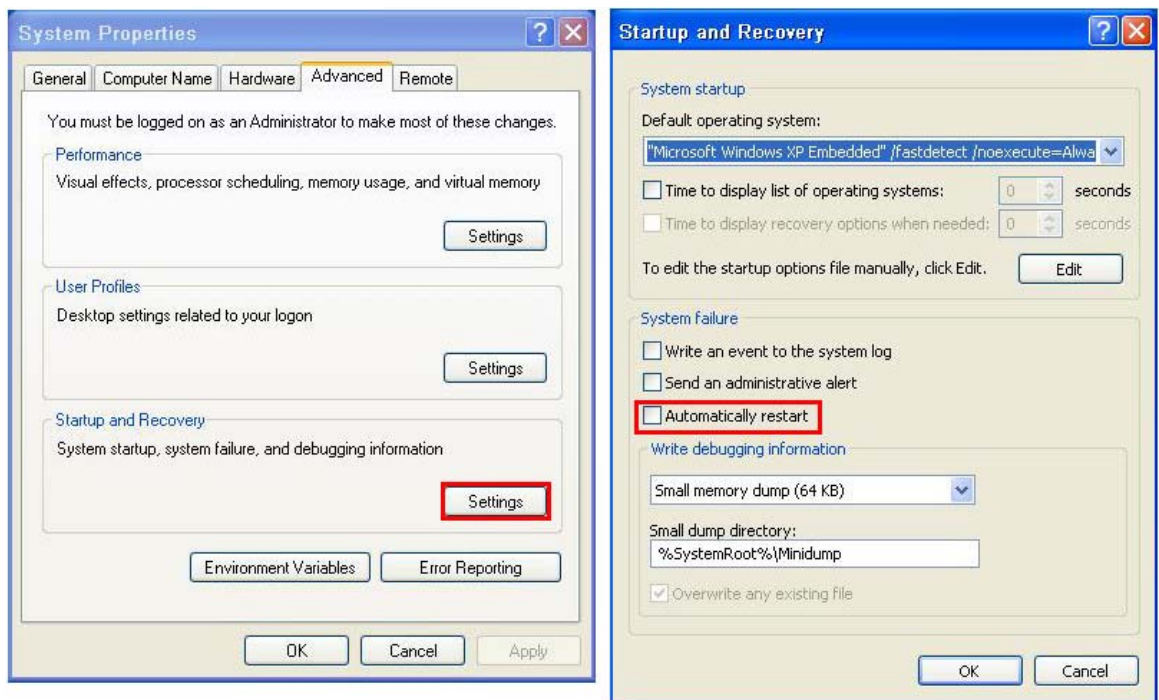 System Properties
General Computer Name Hardware Advanced Remote
You must be logged on as an Administrator to make most of these changes.
Performance
Visual effects, processor scheduling, memory usage, and virtual memory
Settings
User Profiles
Desktop settings related to your logon
Settings
Startup and Recovery
System startup, system failure, and debugging information
Settings
Environment Variables Error Reporting
OK Cancel Apply
Startup and Recovery
System startup
Default operating system:
"Microsoft Windows XP Embedded" /fastdetect /noexecute=Alwa
Time to display list of operating systems: 0 seconds
Time to display recovery options when needed: 0 seconds
To edit the startup options file manually, click Edit. Edit
System failure
Write an event to the system log
Send an administrative alert
Automatically restart
Write debugging information
Small memory dump (64 KB)
Small dump directory:
%SystemRoot%\Minidump
Overwrite any existing file
OK Cancel